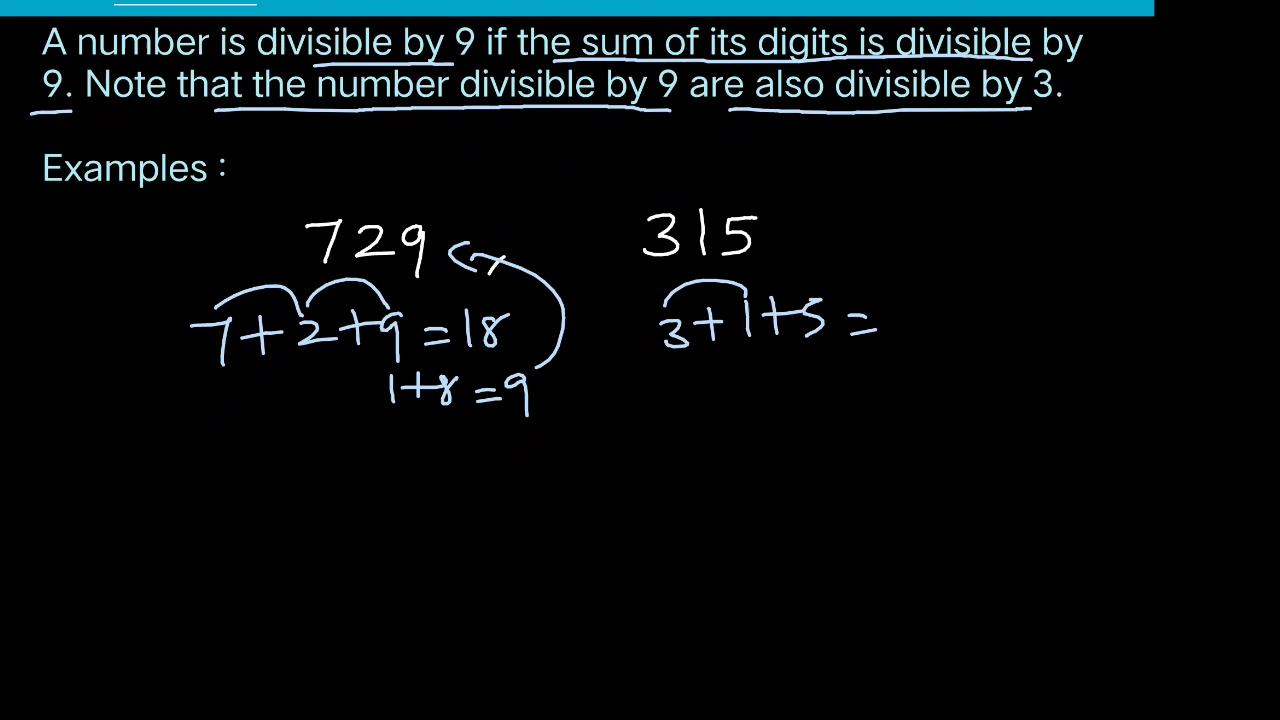 A number is divisible by 9 if the sum of its digits is divisible by
9. Note that the number divisible by 9 are also divisible by 3.
Examples :
729
315
7+2+9=18
3+1+5=
1+8=9